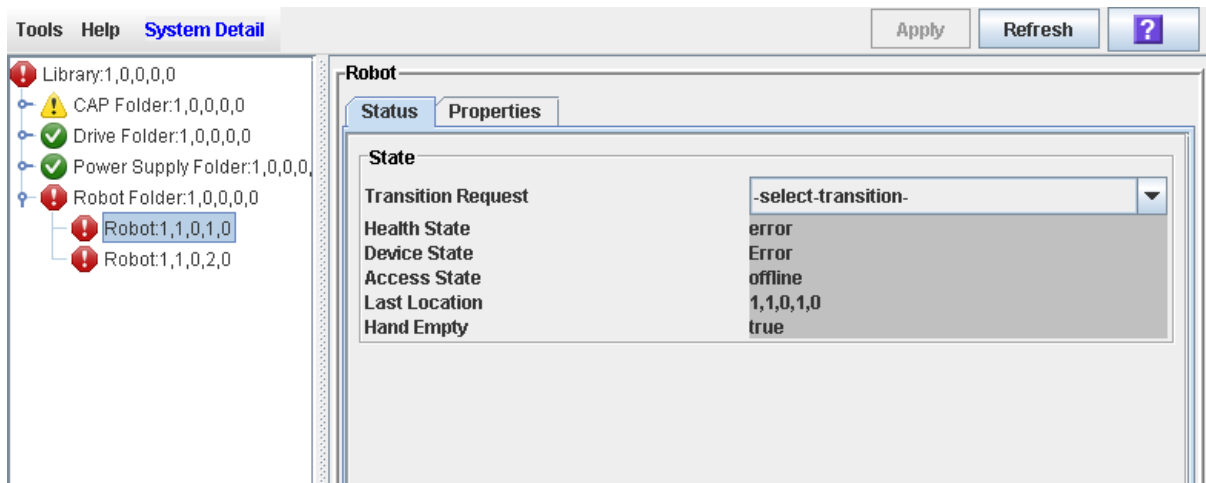 Tools Help System Detail Apply Refresh ?
Library:1,0,0,0,0
CAP Folder:1,0,0,0,0
Drive Folder:1,0,0,0,0
Power Supply Folder:1,0,0,0,
Robot Folder:1,0,0,0,0
Robot:1,1,0,1,0
Robot:1,1,0,2,0
Robot
Status Properties
State
Transition Request -select-transition-
Health State error
Device State Error
Access State offline
Last Location 1,1,0,1,0
Hand Empty true